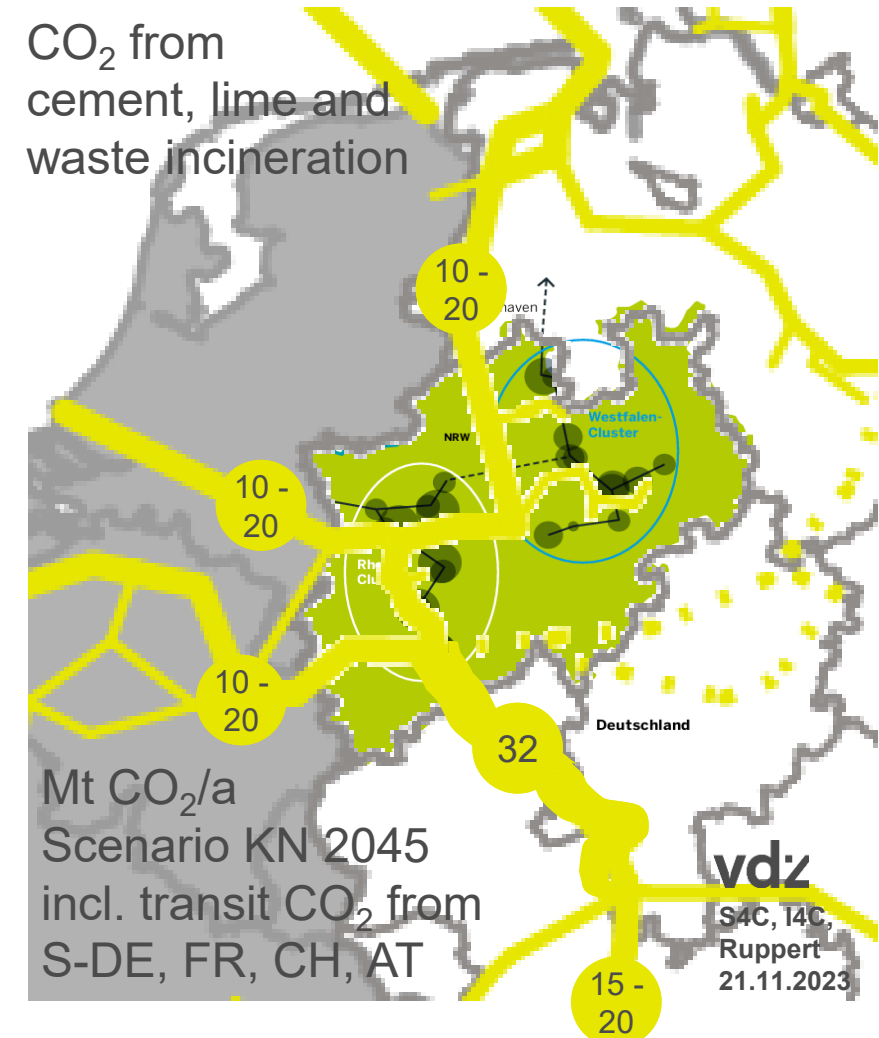 CO₂ from
cement, lime and
waste incineration
10 -
20
haven
Westfalen-
Cluster
NRW
10 -
20
Rhe
Clu
10 -
20
Deutschland
32
Mt CO₂/a
Scenario KN 2045
incl. transit CO₂ from
S-DE, FR, CH, AT
vdz
S4C, I4C,
Ruppert
21.11.2023
15 -
20